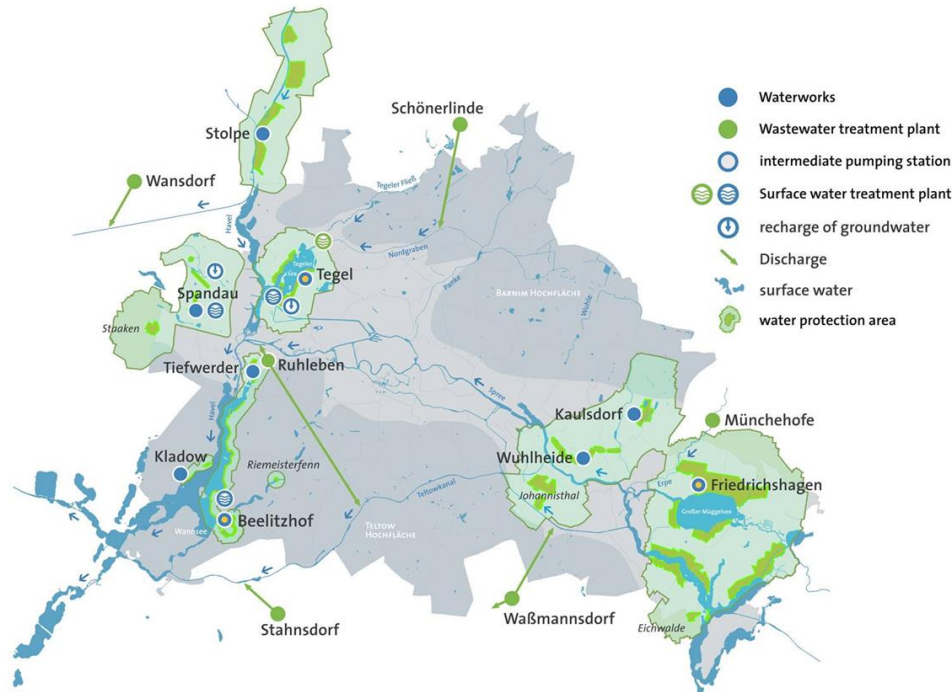 Stolpe
Schönerlinde
Wansdorf
Tegeler Fließ
Havel
Nordgraben
Tegeler
See
Tegel
Panke
BARNIM HOCHFLÄCHE
Wuhle
Spandau
Staaken
Tiefwerder
Ruhleben
Spree
Havel
Kaulsdorf
Münchehofe
Kladow
Riemeisterfenn
Wuhlheide
Johannisthal
Erpe
Friedrichshagen
Großer Müggelsee
Teltowkanal
Beelitzhof
Wannsee
TELTOW
HOCHFLÄCHE
Stahnsdorf
Waßmannsdorf
Eichwalde
Waterworks
Wastewater treatment plant
intermediate pumping station
Surface water treatment plant
recharge of groundwater
Discharge
surface water
water protection area